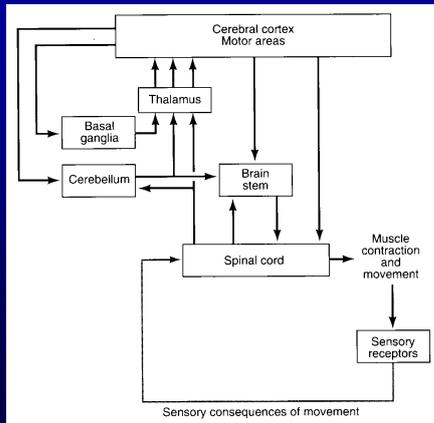 Cerebral cortex
Motor areas
Thalamus
Basal
ganglia
Cerebellum
Brain
stem
Spinal cord
Muscle
contraction
and
movement
Sensory
receptors
Sensory consequences of movement